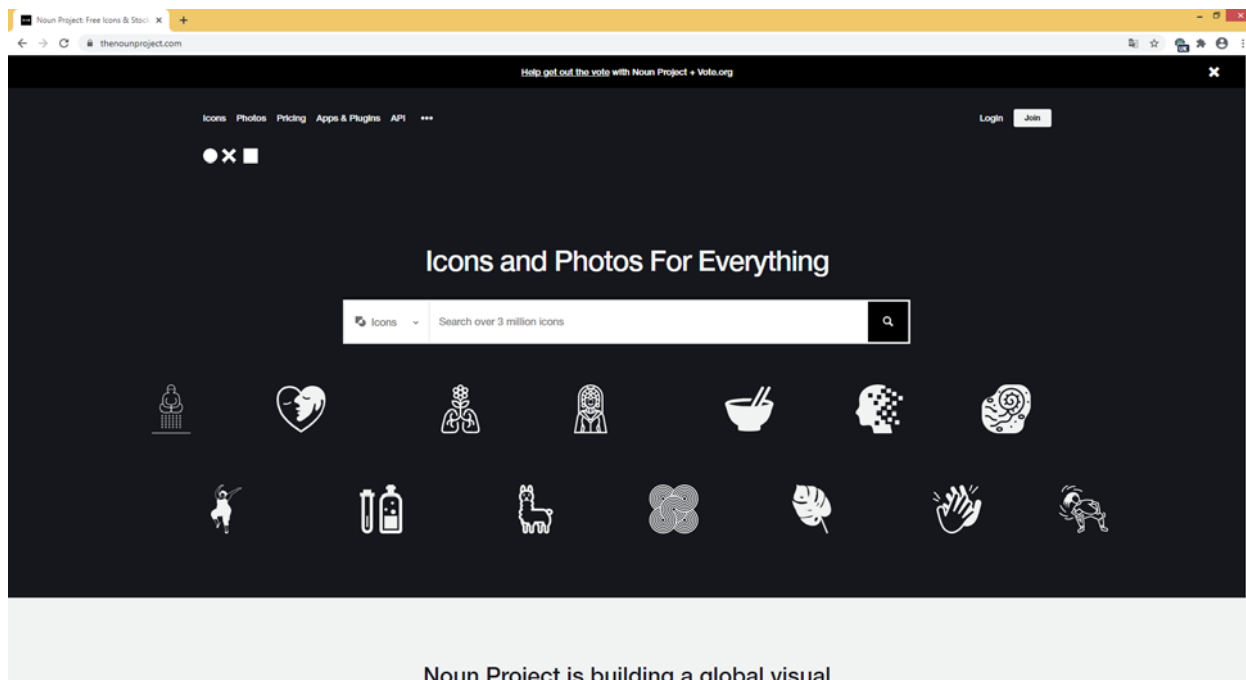 Noun Project: Free Icons & Stock
thenounproject.com
UK
Help get out the vote with Noun Project + Vote.org
Icons Photos Pricing Apps & Plugins API •••
Login Join
Icons and Photos For Everything
Icons Search over 3 million icons
Noun Project is building a global visual